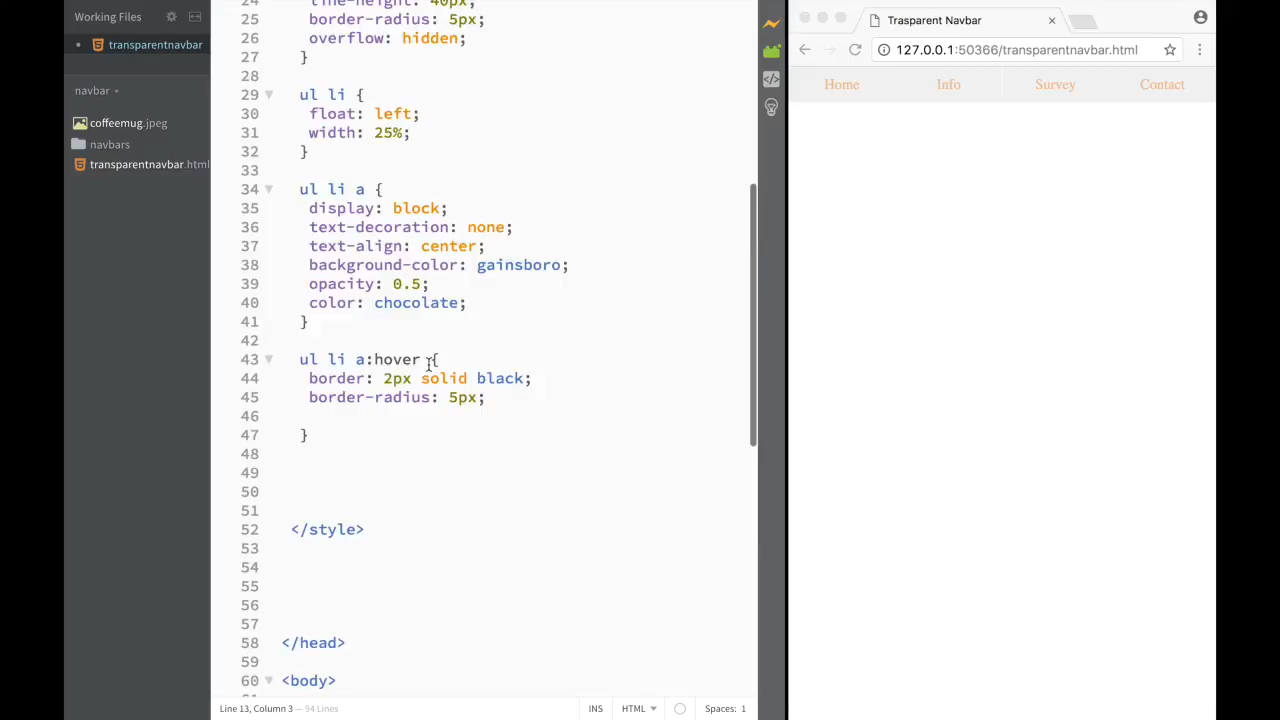 Working Files
transparentnavbar
navbar
coffeemug.jpeg
navbars
transparentnavbar.html
24 line-height: 40px;
25 border-radius: 5px;
26 overflow: hidden;
27 }
28
29 ul li {
30 float: left;
31 width: 25%;
32 }
33
34 ul li a {
35 display: block;
36 text-decoration: none;
37 text-align: center;
38 background-color: gainsboro;
39 opacity: 0.5;
40 color: chocolate;
41 }
42
43 ul li a:hover {
44 border: 2px solid black;
45 border-radius: 5px;
46
47 }
48
49
50
51
52 </style>
53
54
55
56
57
58 </head>
59
60 <body>
Line 13, Column 3 — 94 Lines
INS HTML Spaces: 1
Trasparent Navbar
127.0.0.1:50366/transparentnavbar.html
Home Info Survey Contact